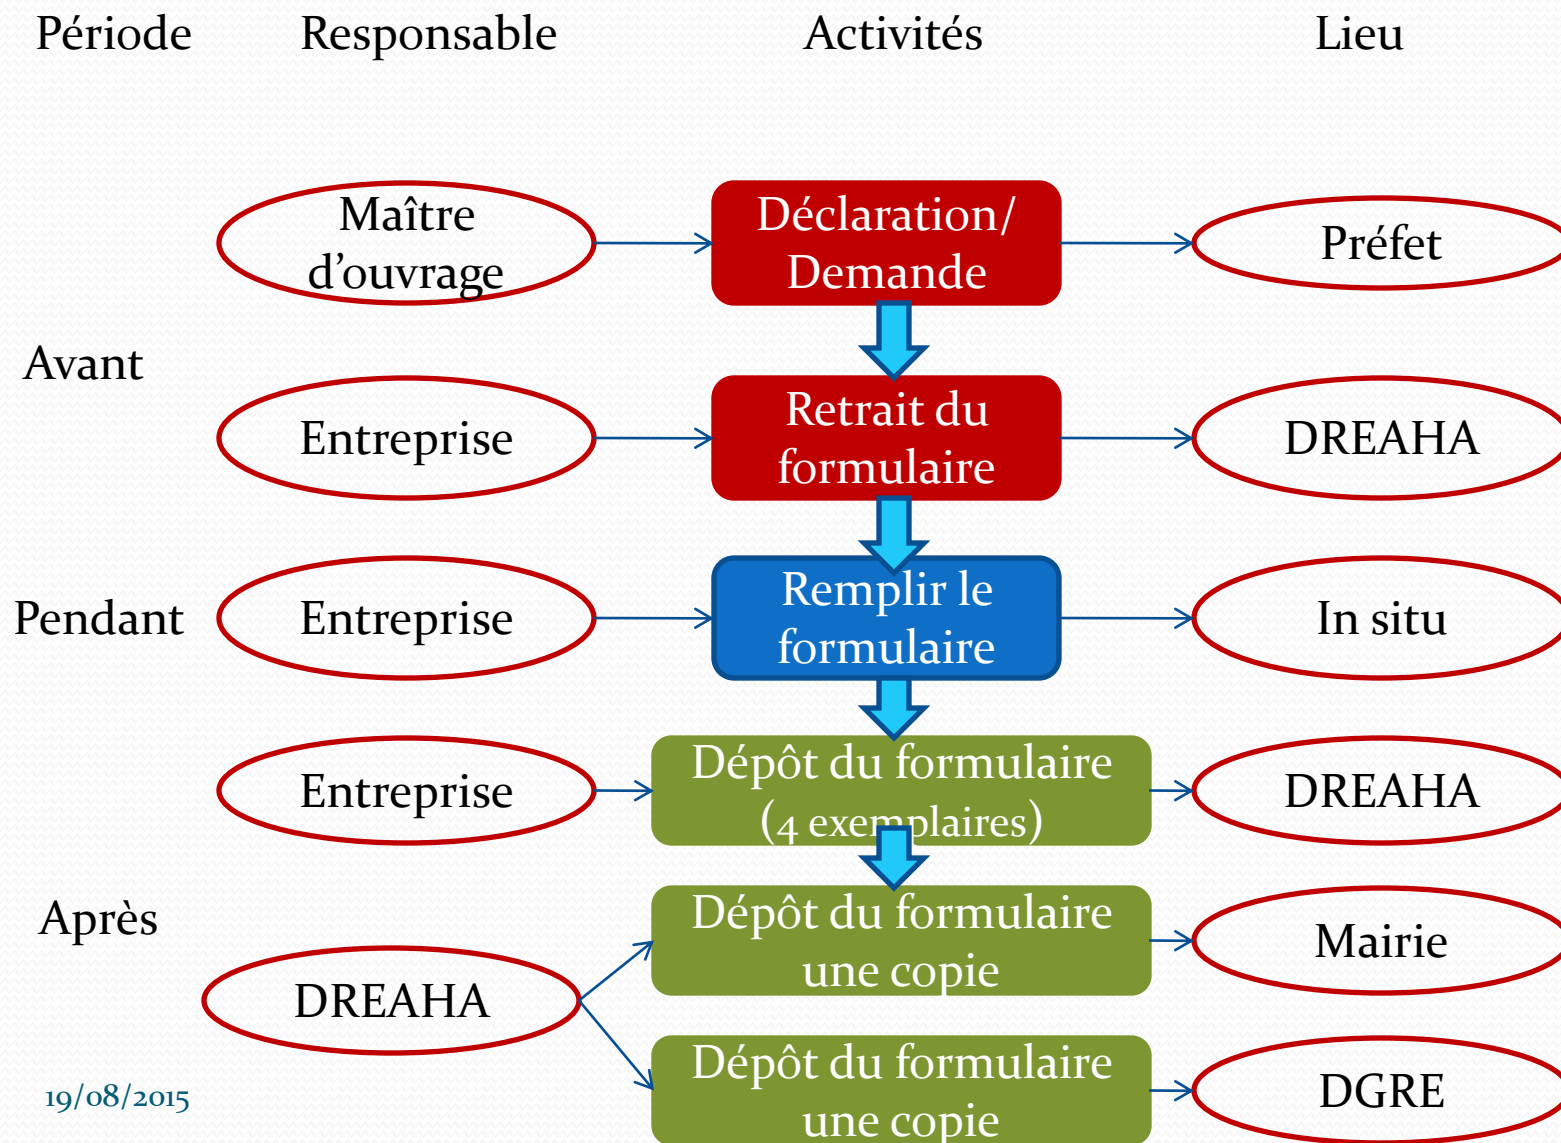 Période Responsable Activités Lieu
Maître
d’ouvrage
Déclaration/
Demande
Préfet
Avant
Entreprise
Retrait du
formulaire
DREAHA
Pendant
Entreprise
Remplir le
formulaire
In situ
Entreprise
Dépôt du formulaire
(4 exemplaires)
DREAHA
Après
DREAHA
Dépôt du formulaire
une copie
Mairie
Dépôt du formulaire
une copie
DGRE
19/08/2015